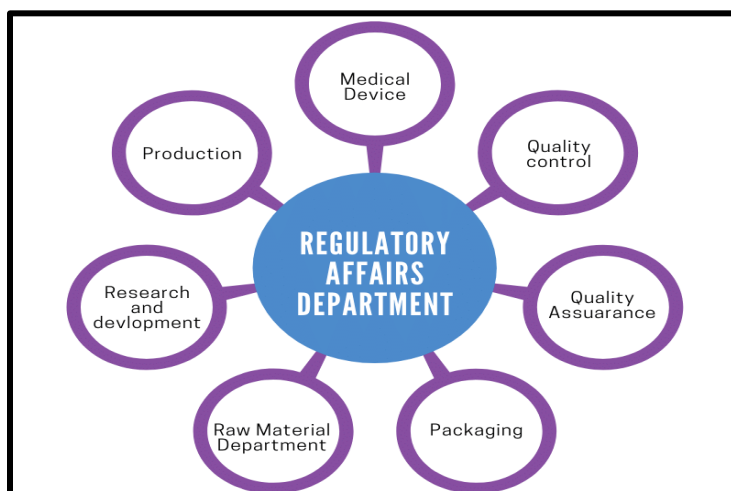 Medical
Device
Production
Quality
control
REGULATORY
AFFAIRS
DEPARTMENT
Research
and
devlopment
Quality
Assuarance
Raw Material
Department
Packaging